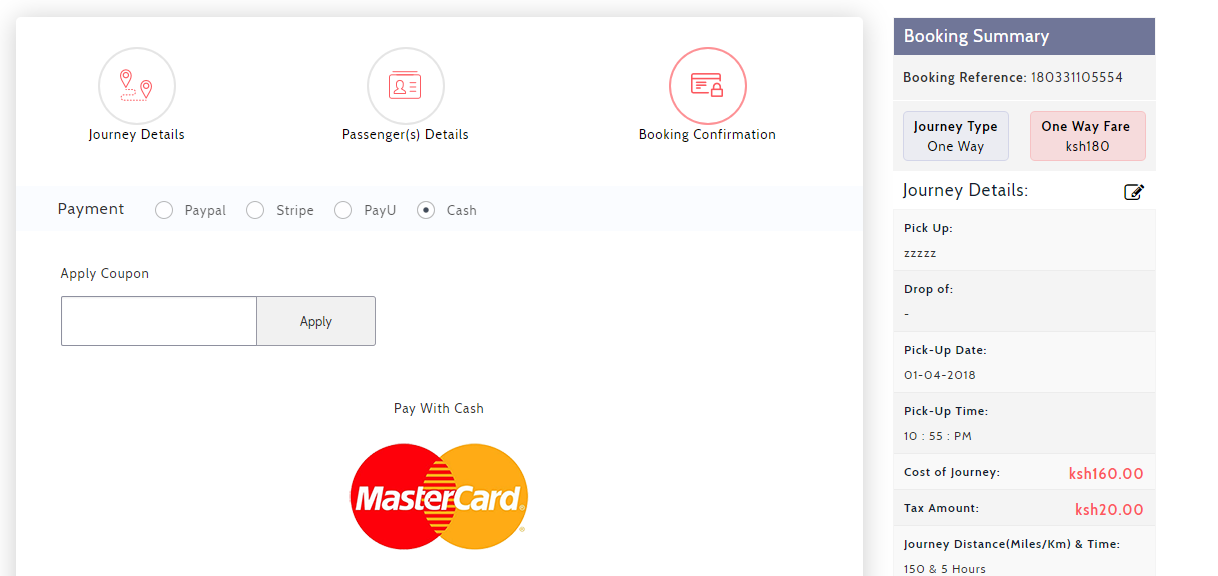 Journey Details
Passenger(s) Details
Booking Confirmation
Payment Paypal Stripe PayU Cash
Apply Coupon
Apply
Pay With Cash
MasterCard
Booking Summary
Booking Reference: 180331105554
Journey Type
One Way
One Way Fare
ksh180
Journey Details:
Pick Up:
zzzzz
Drop of:
-
Pick-Up Date:
01-04-2018
Pick-Up Time:
10 : 55 : PM
Cost of Journey: ksh160.00
Tax Amount: ksh20.00
Journey Distance(Miles/Km) & Time:
150 & 5 Hours